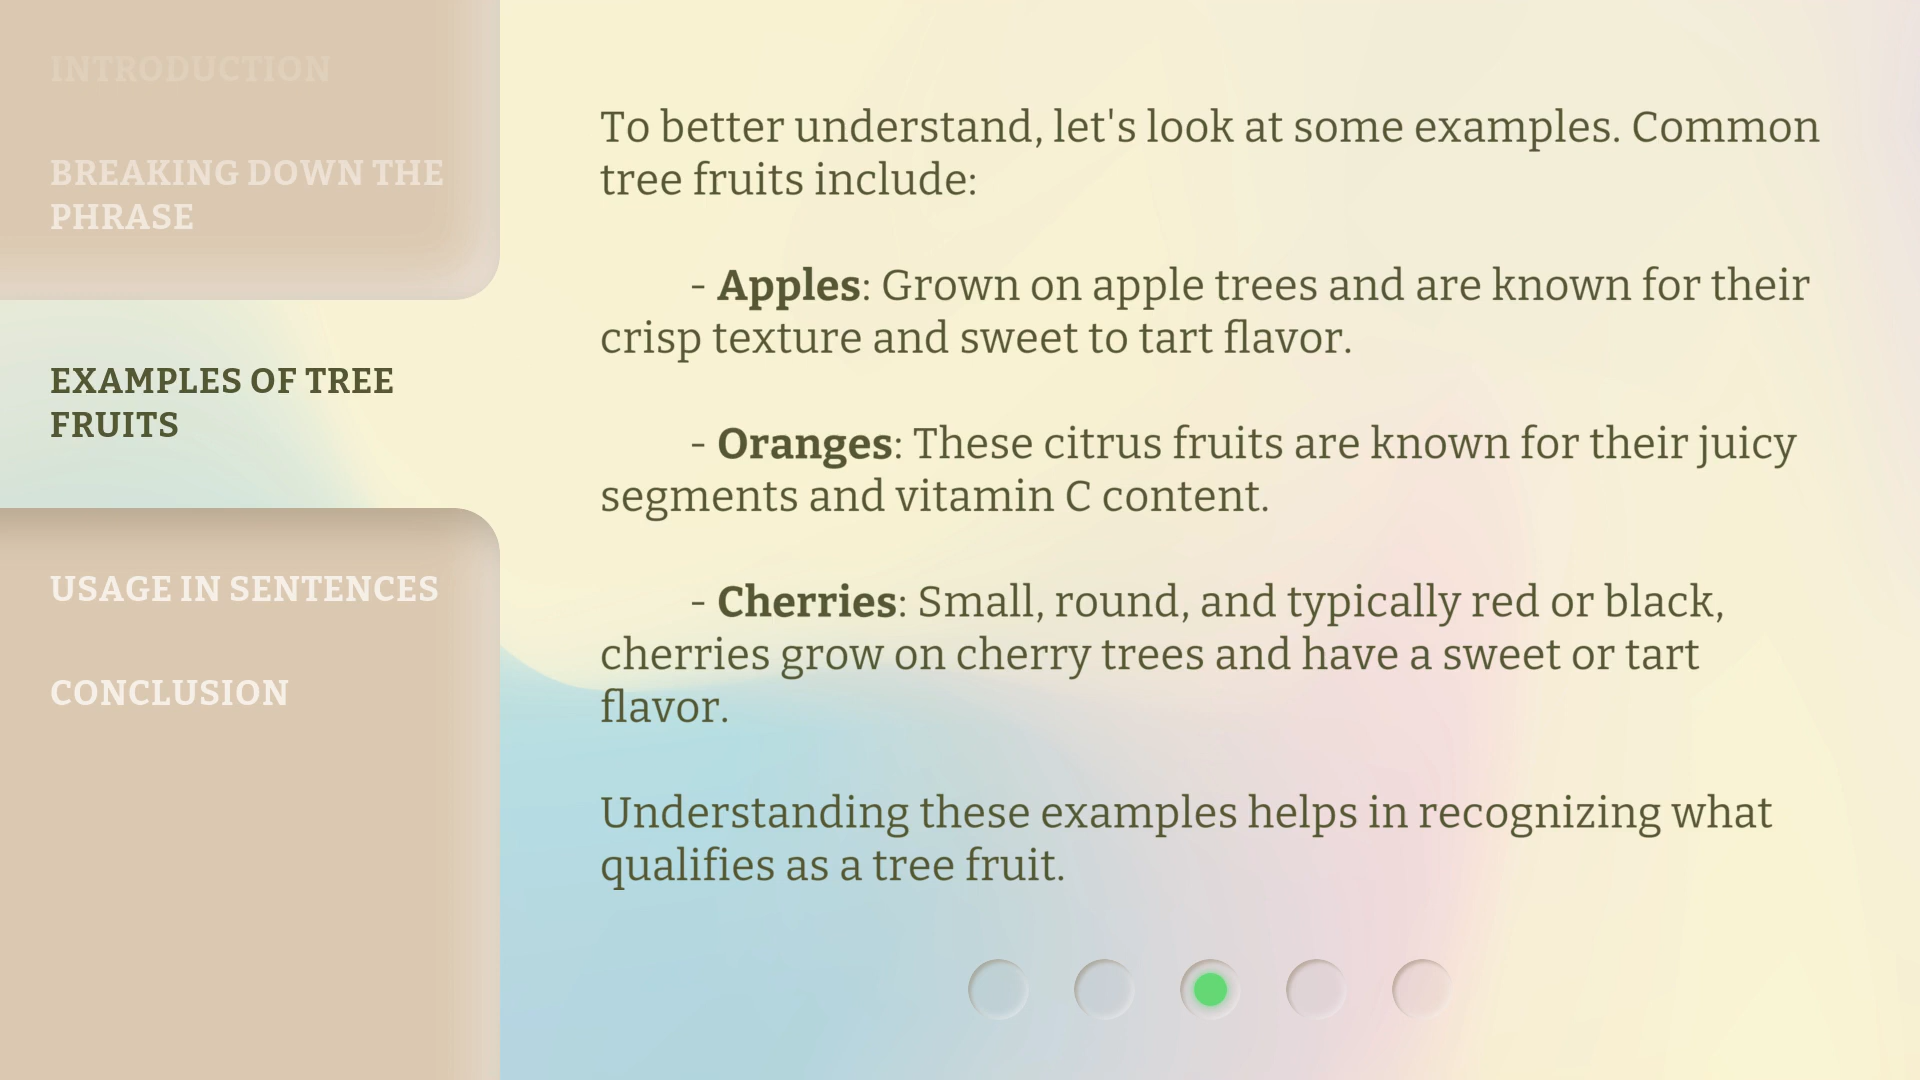 INTRODUCTION
BREAKING DOWN THE
PHRASE
EXAMPLES OF TREE
FRUITS
USAGE IN SENTENCES
CONCLUSION
To better understand, let's look at some examples. Common
tree fruits include:
- Apples: Grown on apple trees and are known for their
crisp texture and sweet to tart flavor.
- Oranges: These citrus fruits are known for their juicy
segments and vitamin C content.
- Cherries: Small, round, and typically red or black,
cherries grow on cherry trees and have a sweet or tart
flavor.
Understanding these examples helps in recognizing what
qualifies as a tree fruit.